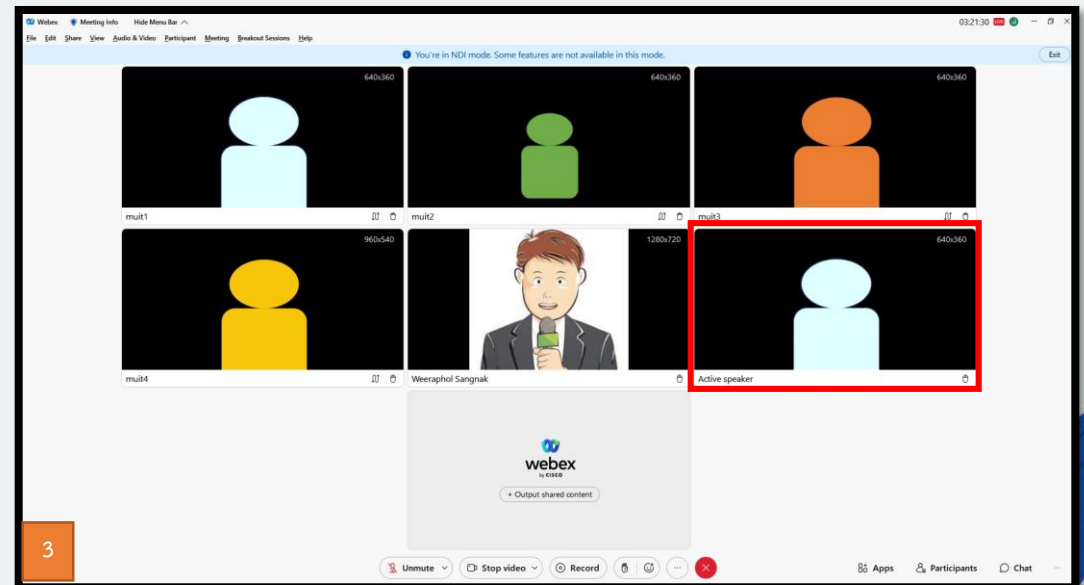 Webex Meeting Info Hide Menu Bar
03:21:30 LIVE
File Edit Share View Audio & Video Participant Meeting Breakout Sessions Help
You're in NDI mode. Some features are not available in this mode. Exit
640x360 640x360 640x360
muit1 muit2 muit3
960x540 1280x720 640x360
muit4 Weeraphol Sangnak Active speaker
webex
by CISCO
+ Output shared content
3
Unmute Stop video Record Apps Participants Chat